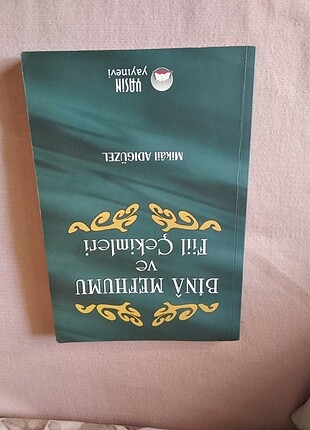 BİNÂ MEFHUMU
ve
Fiil Çekimleri
Mikâil ADIGÜZEL
YASİN
yayınevi